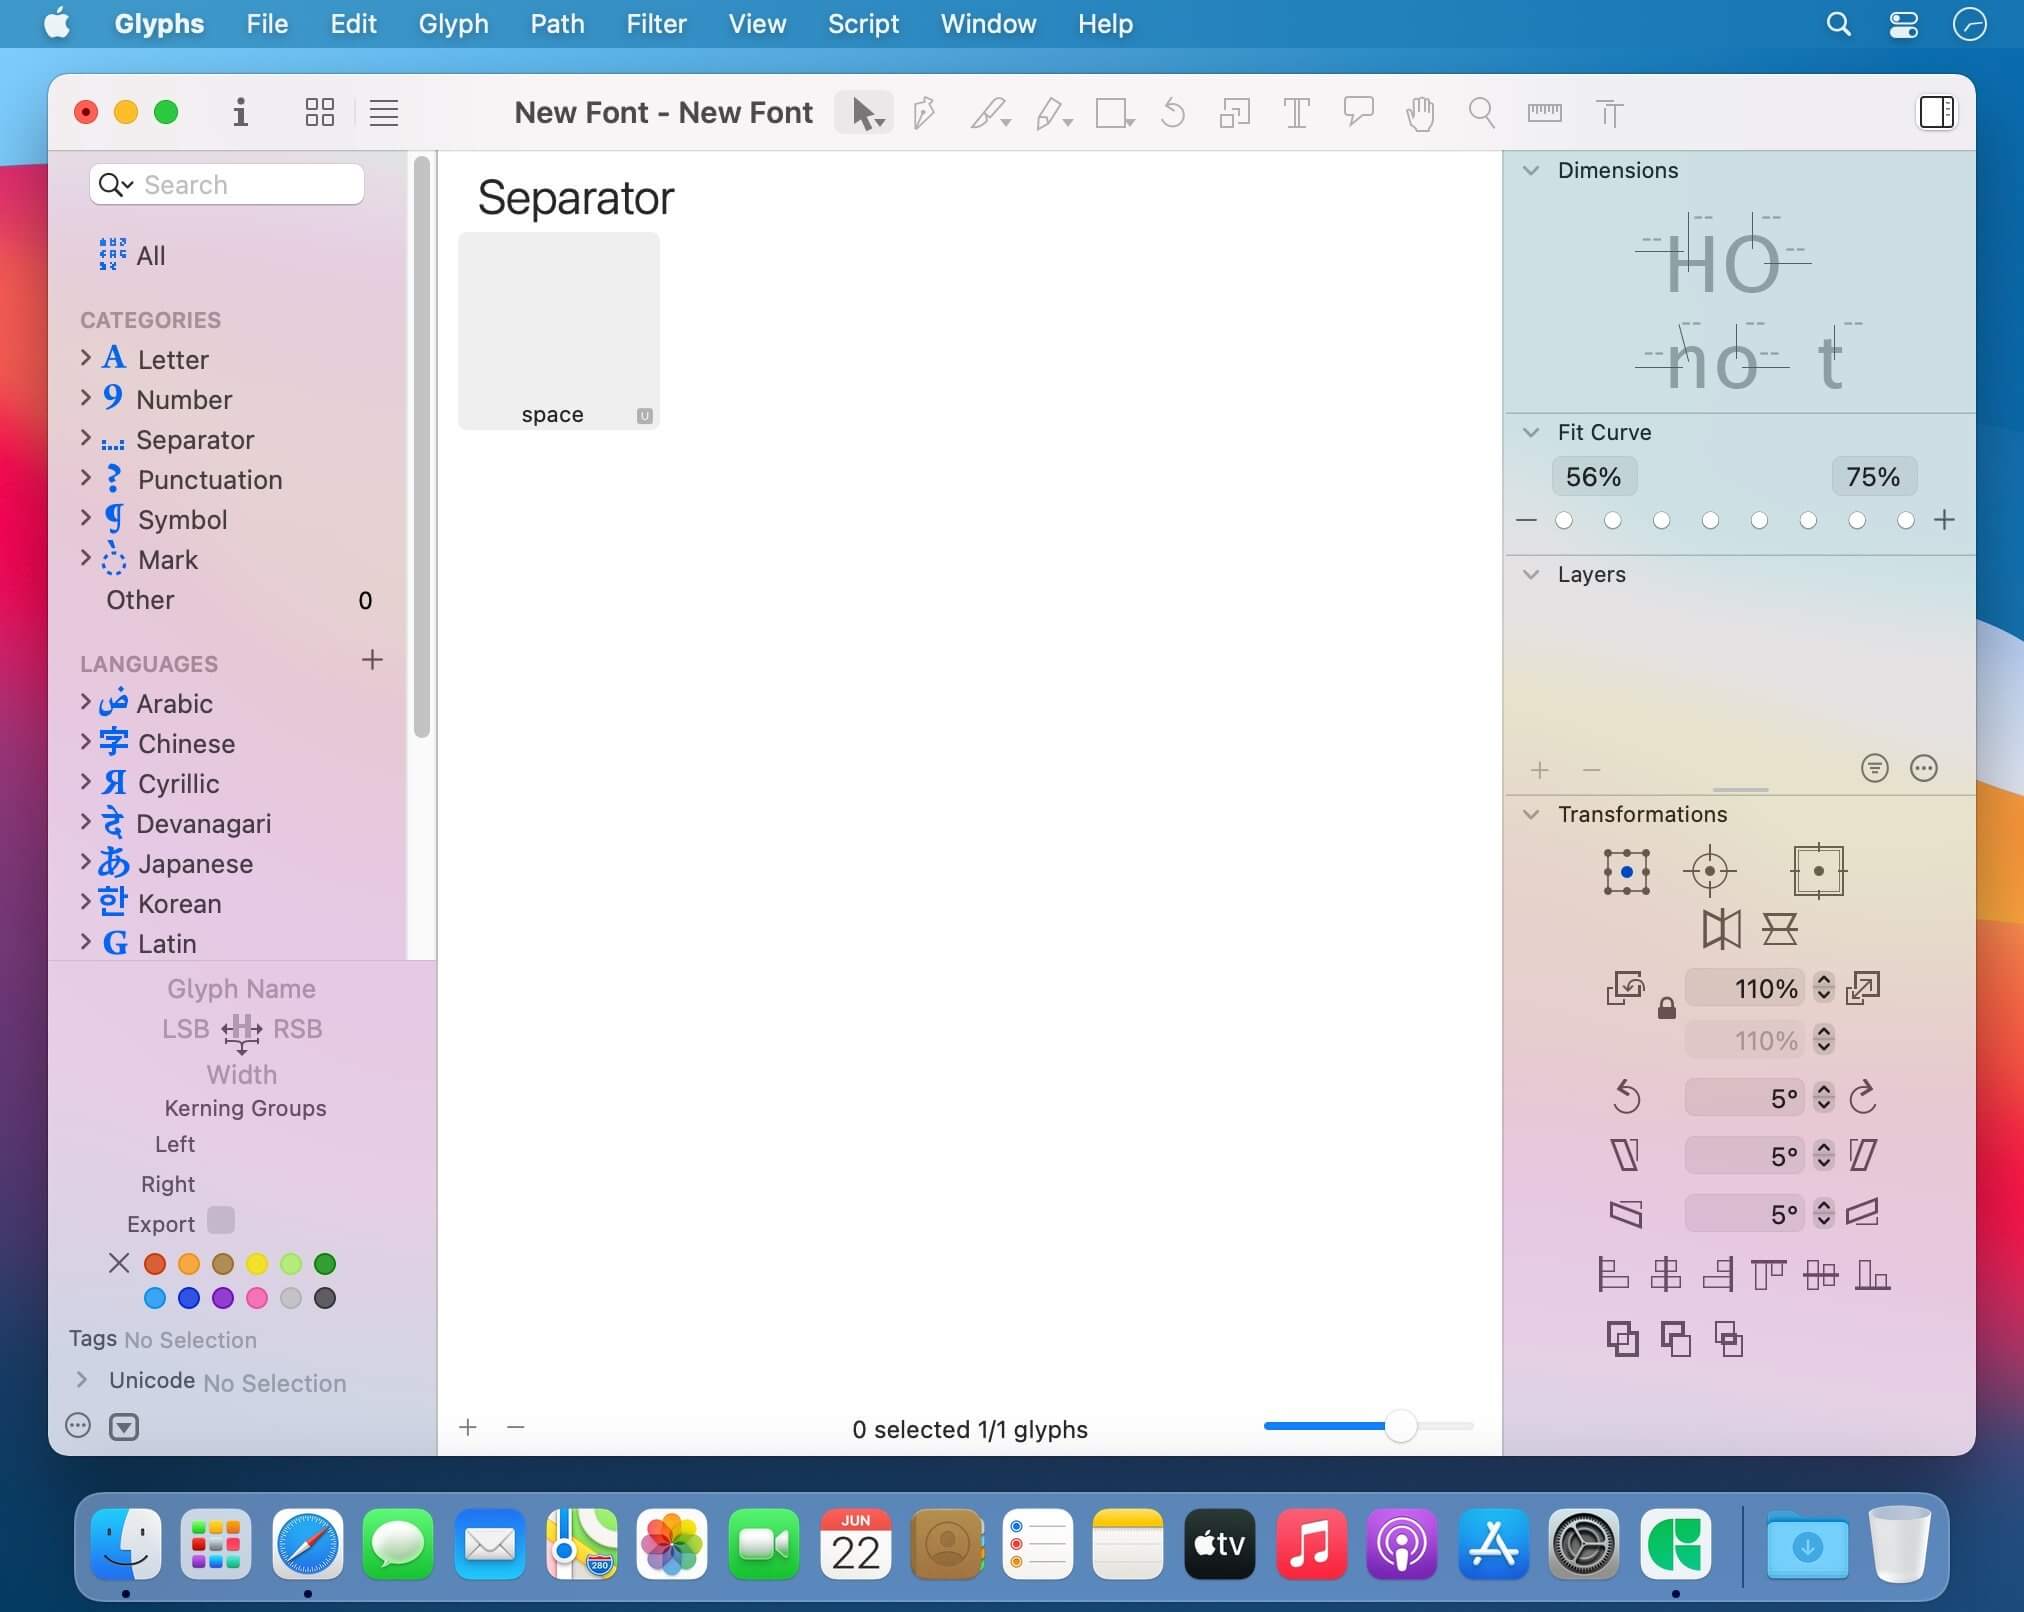 Glyphs File Edit Glyph Path Filter View Script Window Help
New Font - New Font
Search
All
CATEGORIES
Letter
Number
Separator
Punctuation
Symbol
Mark
Other 0
LANGUAGES
Arabic
Chinese
Cyrillic
Devanagari
Japanese
Korean
Latin
Glyph Name
LSB H RSB
Width
Kerning Groups
Left
Right
Export
Tags No Selection
Unicode No Selection
Separator
space U
0 selected 1/1 glyphs
Dimensions
HO
no t
Fit Curve
56% 75%
Layers
Transformations
110%
110%
5°
5°
5°
JUN
22
280
tv